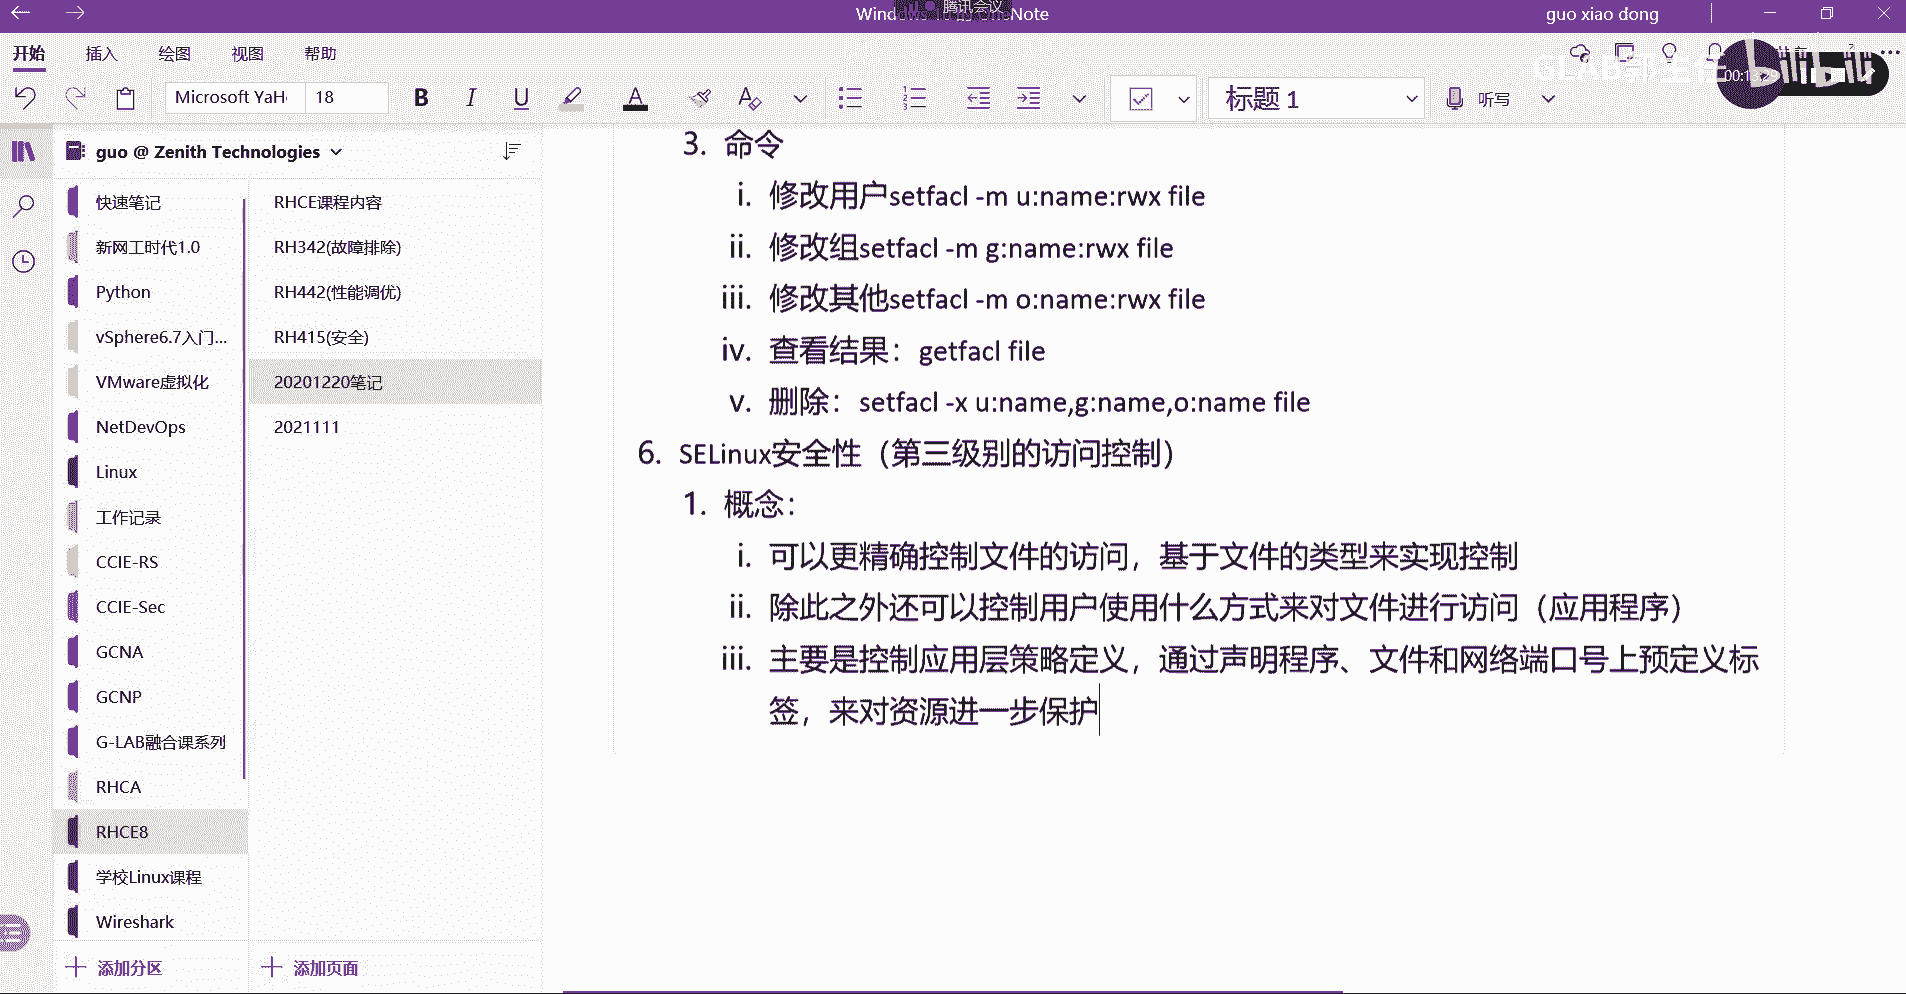 腾讯会议
guo xiao dong
开始 插入 绘图 视图 帮助
GLAB郭主任
bilibili
Microsoft YaH 18
标题 1
听写
guo @ Zenith Technologies
快速笔记
新网工时代1.0
Python
vSphere6.7入门...
VMware虚拟化
NetDevOps
Linux
工作记录
CCIE-RS
CCIE-Sec
GCNA
GCNP
G-LAB融合课系列
RHCA
RHCE8
学校Linux课程
Wireshark
添加分区
RHCE课程内容
RH342(故障排除)
RH442(性能调优)
RH415(安全)
20201220笔记
2021111
添加页面
3. 命令
i. 修改用户setfacl -m u:name:rwx file
ii. 修改组setfacl -m g:name:rwx file
iii. 修改其他setfacl -m o:name:rwx file
iv. 查看结果：getfacl file
v. 删除：setfacl -x u:name,g:name,o:name file
6. SELinux安全性（第三级别的访问控制）
1. 概念：
i. 可以更精确控制文件的访问，基于文件的类型来实现控制
ii. 除此之外还可以控制用户使用什么方式来对文件进行访问（应用程序）
iii. 主要是控制应用层策略定义，通过声明程序、文件和网络端口号上预定义标
签，来对资源进一步保护